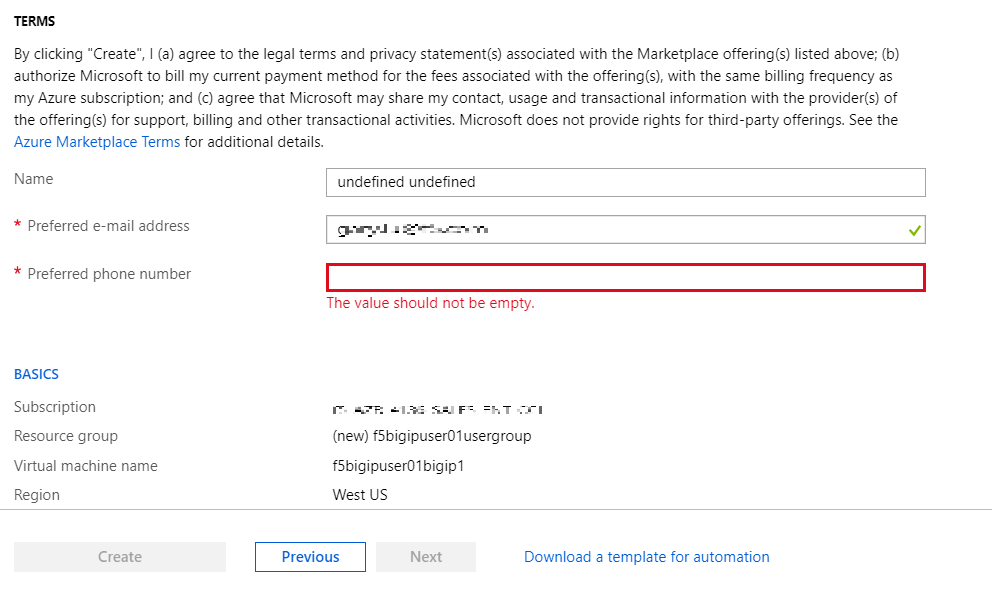 TERMS
By clicking "Create", I (a) agree to the legal terms and privacy statement(s) associated with the Marketplace offering(s) listed above; (b)
authorize Microsoft to bill my current payment method for the fees associated with the offering(s), with the same billing frequency as
my Azure subscription; and (c) agree that Microsoft may share my contact, usage and transactional information with the provider(s) of
the offering(s) for support, billing and other transactional activities. Microsoft does not provide rights for third-party offerings. See the
Azure Marketplace Terms for additional details.
Name
undefined undefined
* Preferred e-mail address
* Preferred phone number
The value should not be empty.
BASICS
Subscription
Resource group
(new) f5bigipuser01usergroup
Virtual machine name
f5bigipuser01bigip1
Region
West US
Create
Previous
Next
Download a template for automation